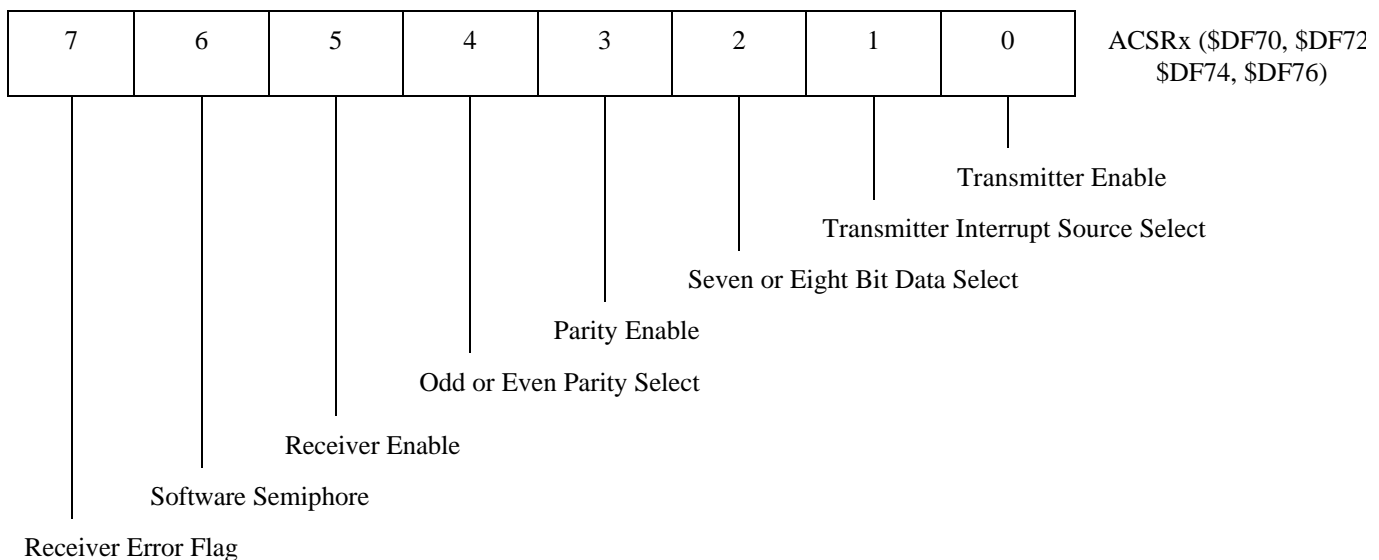 7 6 5 4 3 2 1 0 ACSRx ($DF70, $DF72
$DF74, $DF76)
Transmitter Enable
Transmitter Interrupt Source Select
Seven or Eight Bit Data Select
Parity Enable
Odd or Even Parity Select
Receiver Enable
Software Semiphore
Receiver Error Flag